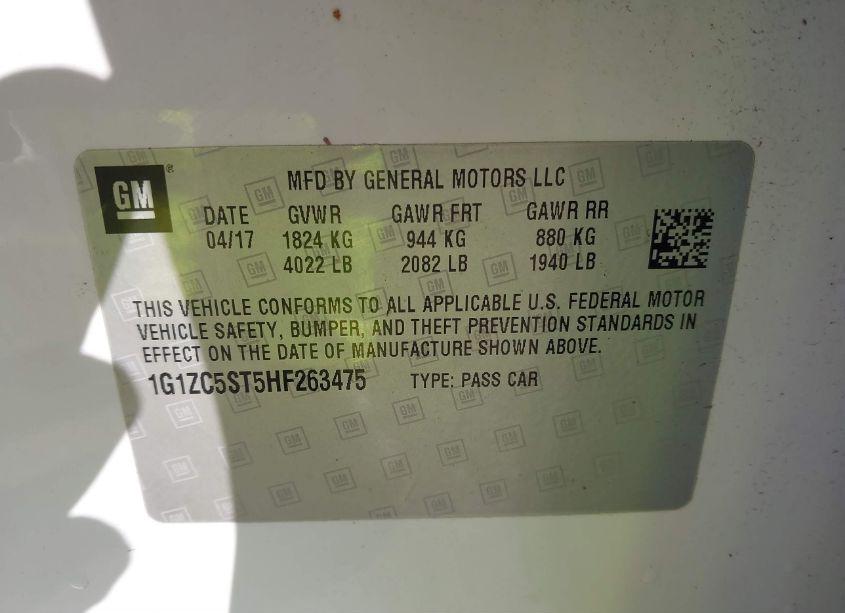 GM
MFD BY GENERAL MOTORS LLC
DATE GVWR GAWR FRT GAWR RR
04/17 1824 KG 944 KG 880 KG
4022 LB 2082 LB 1940 LB
THIS VEHICLE CONFORMS TO ALL APPLICABLE U.S. FEDERAL MOTOR
VEHICLE SAFETY, BUMPER, AND THEFT PREVENTION STANDARDS IN
EFFECT ON THE DATE OF MANUFACTURE SHOWN ABOVE.
1G1ZC5ST5HF263475 TYPE: PASS CAR